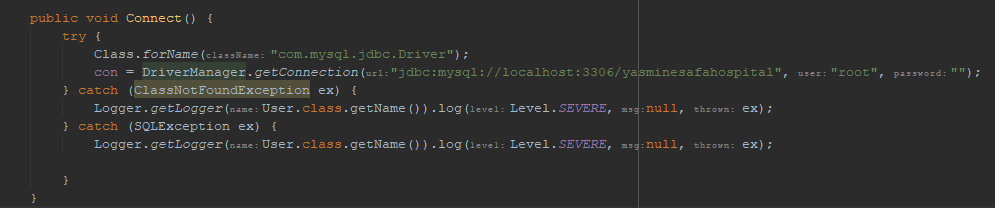 public void Connect() {
try {
Class.forName(className: "com.mysql.jdbc.Driver");
con = DriverManager.getConnection(url: "jdbc:mysql://localhost:3306/yasminesafahospital", user: "root", password: "");
} catch (ClassNotFoundException ex) {
Logger.getLogger(name: User.class.getName()).log(level: Level.SEVERE, msg: null, thrown: ex);
} catch (SQLException ex) {
Logger.getLogger(name: User.class.getName()).log(level: Level.SEVERE, msg: null, thrown: ex);
}
}